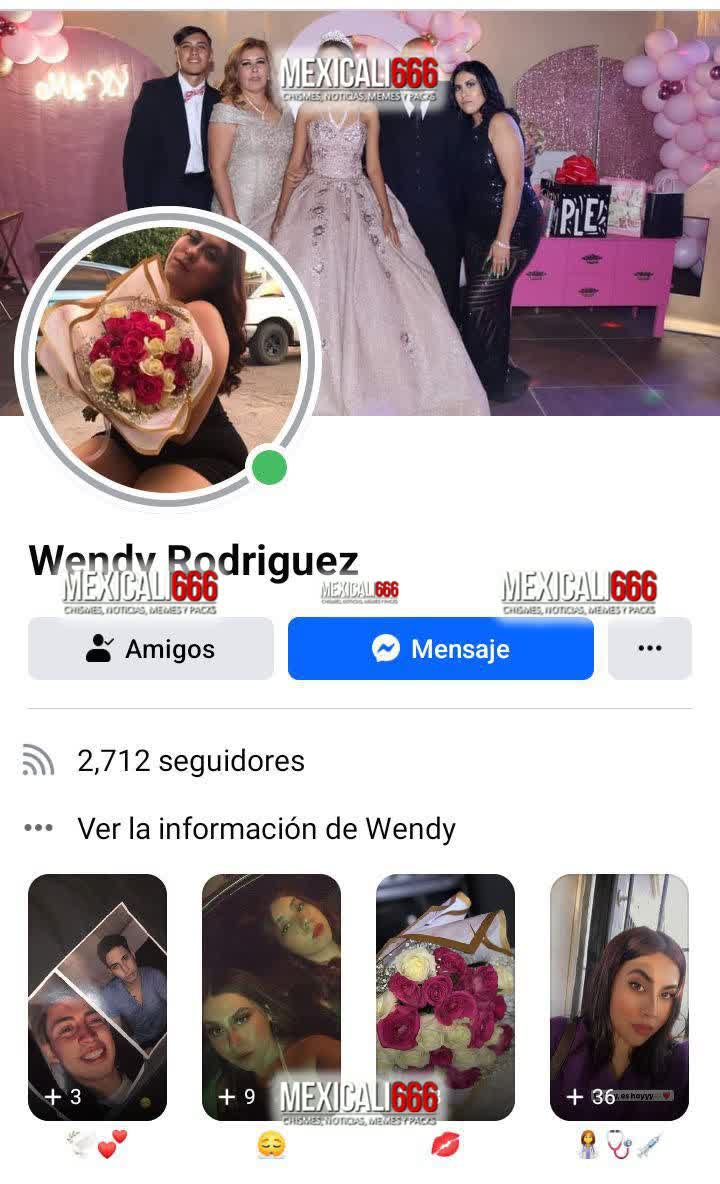 MEXICALI666
CHISMES, NOTICIAS, MEMES Y PACKS
PLE!
Wendy Rodriguez
MEXICALI666
CHISMES, NOTICIAS, MEMES Y PACKS
MEXICALI666
CHISMES, NOTICIAS, MEMES Y PACKS
MEXICALI666
CHISMES, NOTICIAS, MEMES Y PACKS
Amigos
Mensaje
2,712 seguidores
Ver la información de Wendy
+ 3
+ 9
+ 36
es hoyyy
MEXICALI666
CHISMES, NOTICIAS, MEMES Y PACKS